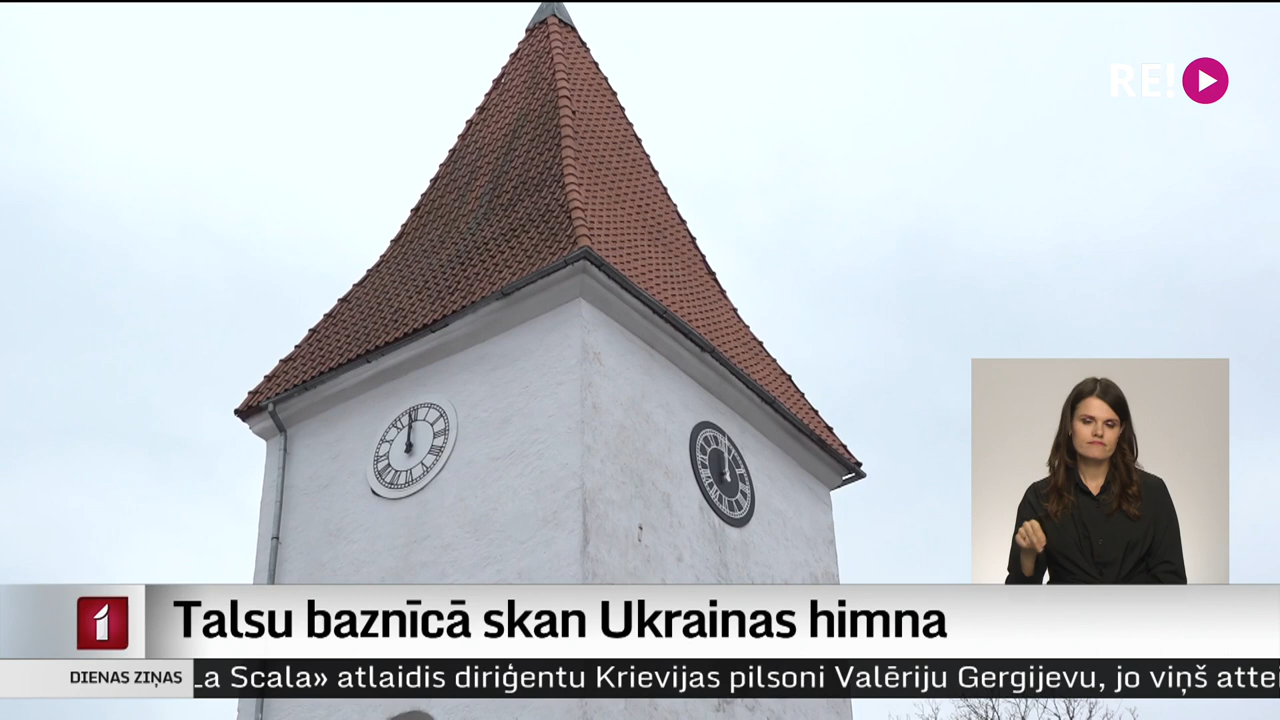 RE!
1
Talsu baznīcā skan Ukrainas himna
DIENAS ZIŅAS
La Scala» atlaidis diriģentu Krievijas pilsoni Valēriju Gergijevu, jo viņš attei